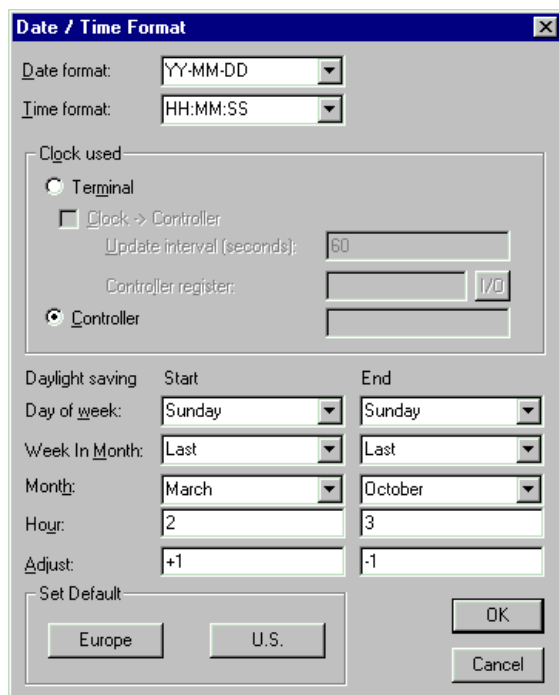 Date / Time Format
Date format: YY-MM-DD
Time format: HH:MM:SS
Clock used
Terminal
Clock -> Controller
Update interval (seconds): 60
Controller register: I/O
Controller
Daylight saving Start End
Day of week: Sunday Sunday
Week In Month: Last Last
Month: March October
Hour: 2 3
Adjust: +1 -1
Set Default
Europe U.S.
OK
Cancel